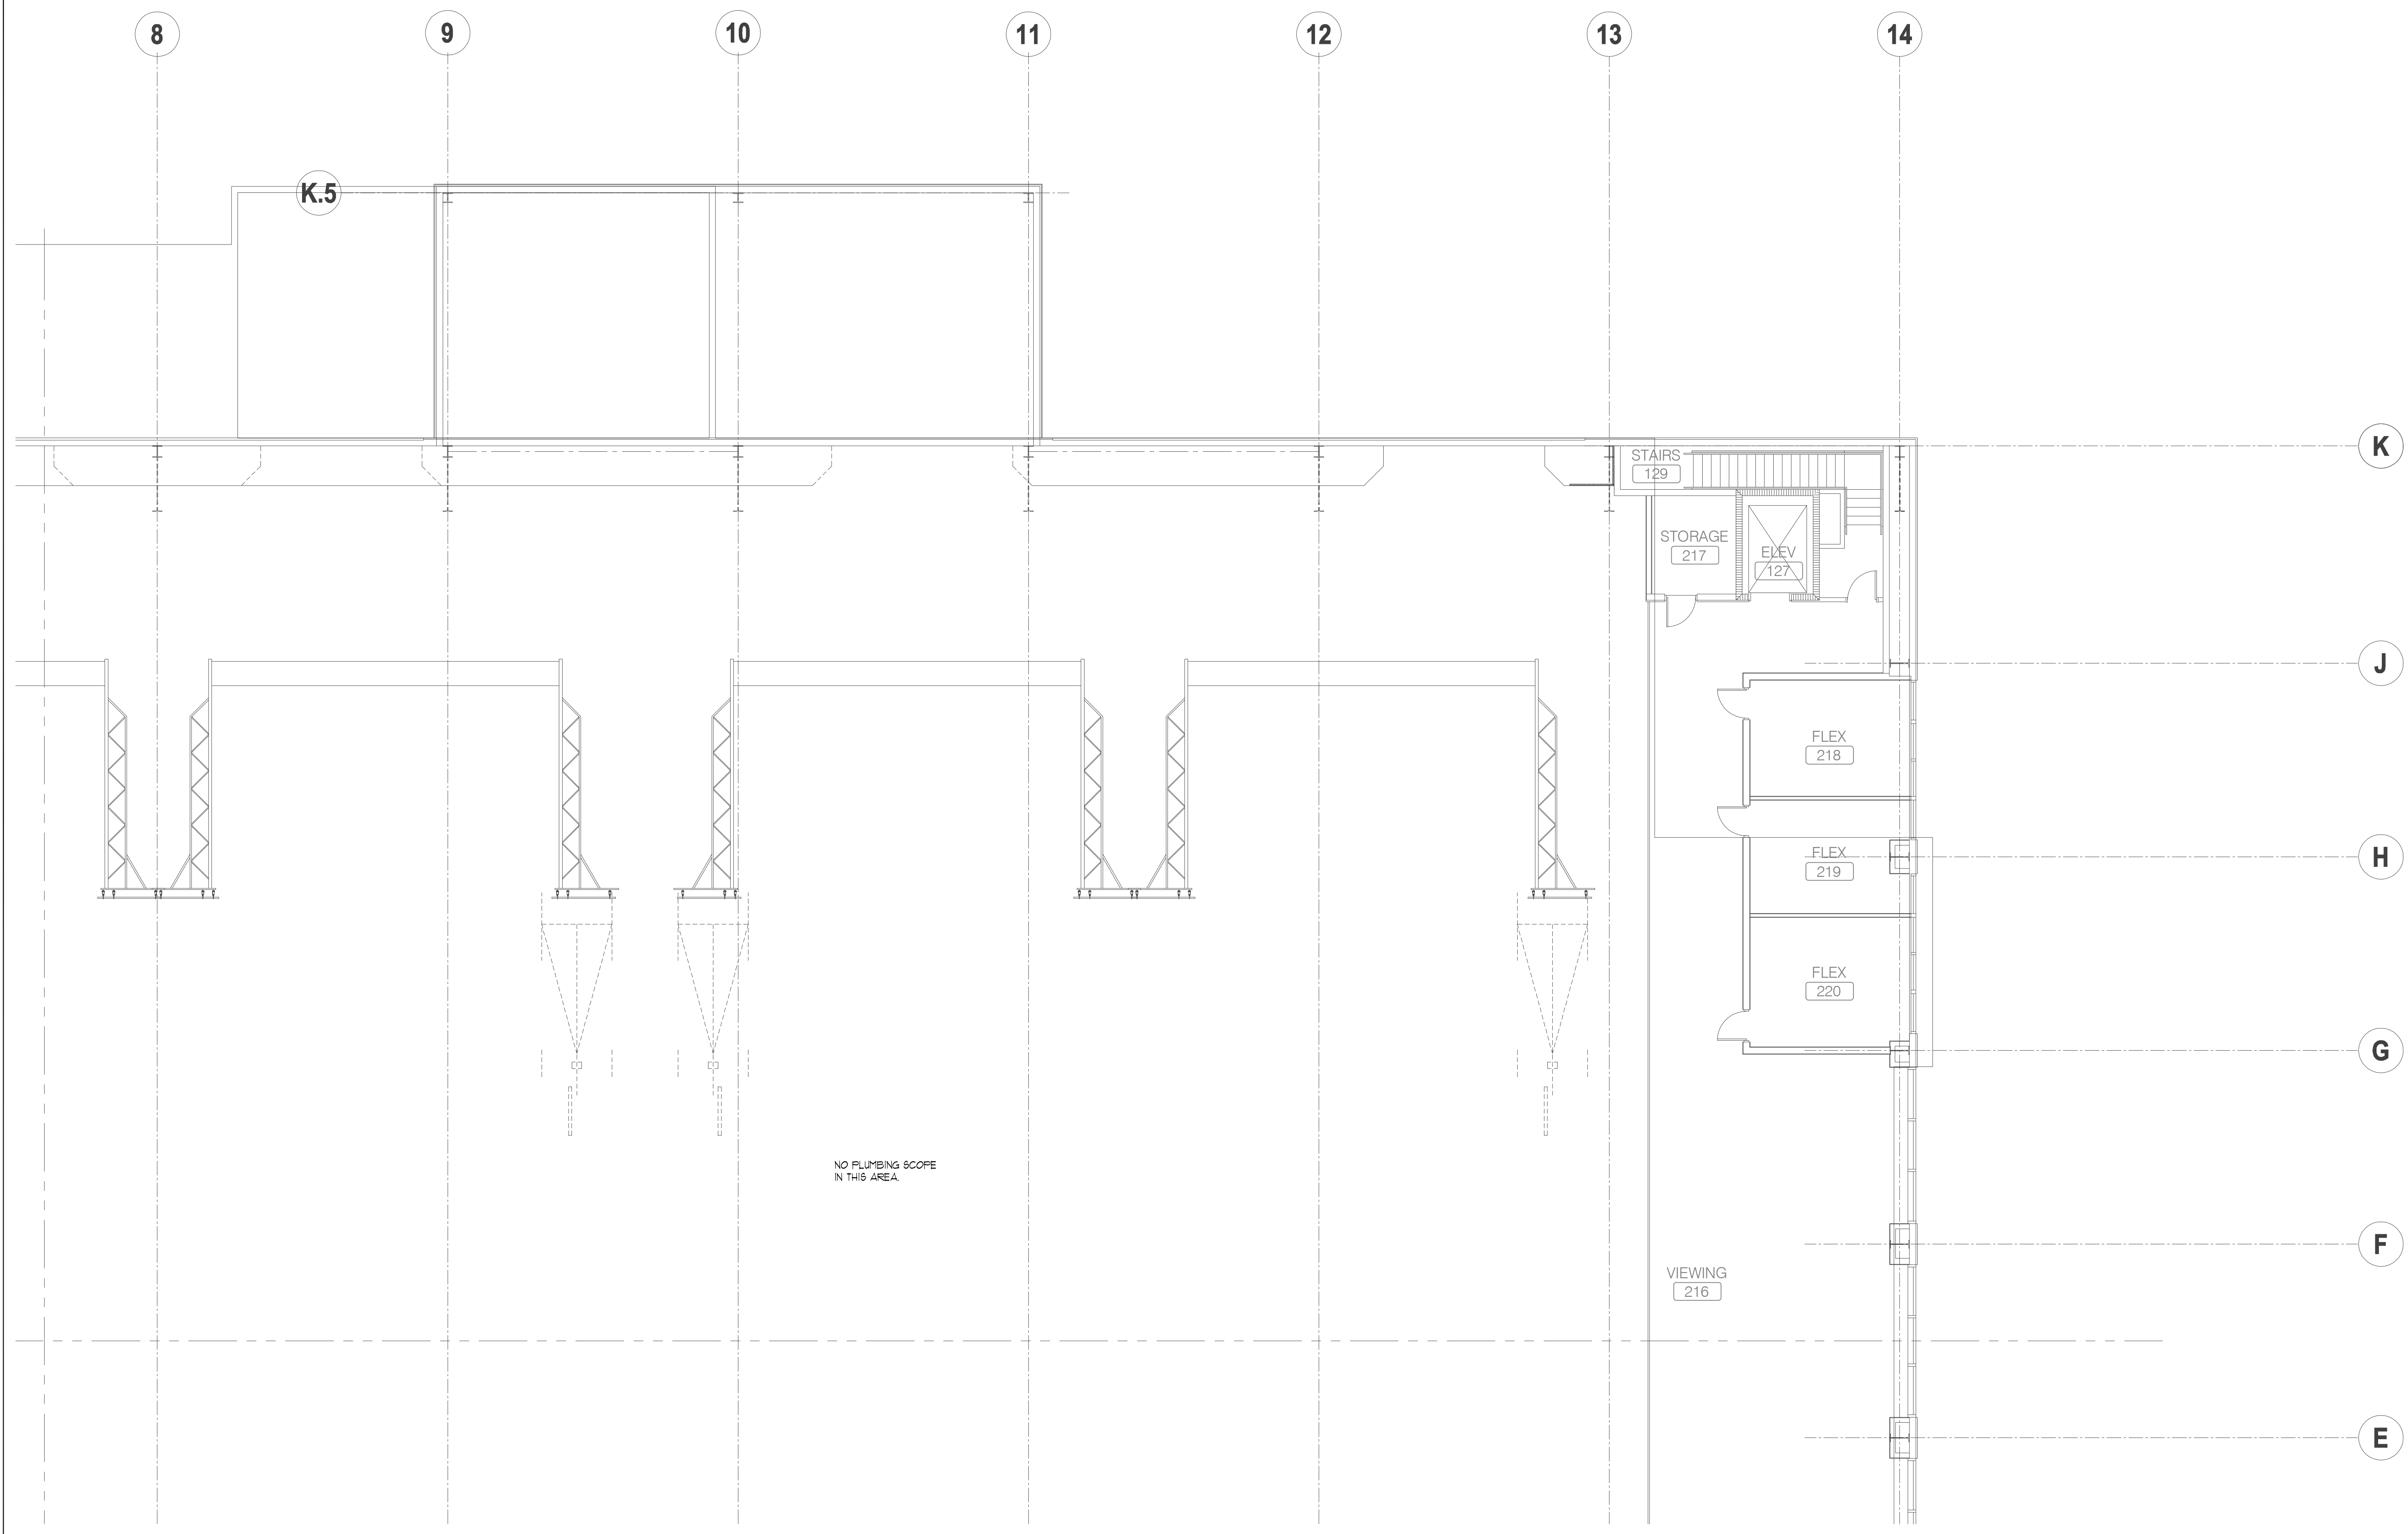 8
9
10
11
12
13
14
K.5
K
STAIRS
129
STORAGE
217
ELEV
127
J
FLEX
218
H
FLEX
219
FLEX
220
G
NO PLUMBING SCOPE
IN THIS AREA.
F
VIEWING
216
E